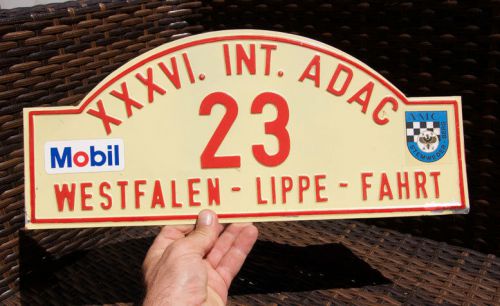 XXXVI. INT. ADAC
23
Mobil
WESTFALEN - LIPPE - FAHRT